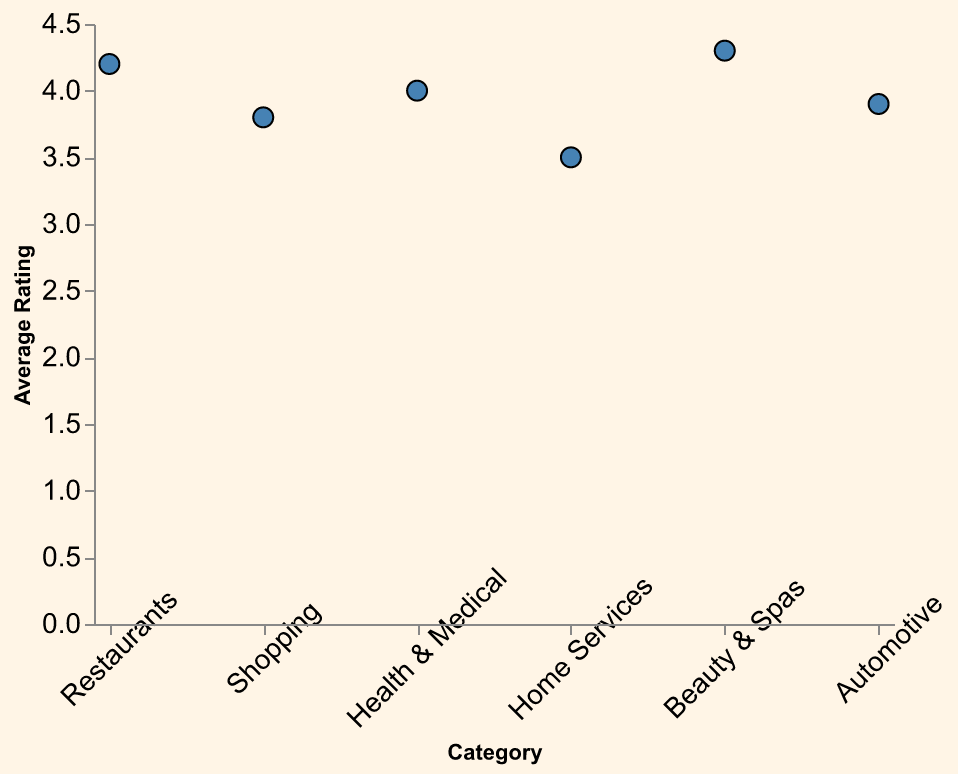 4.5
4.0
3.5
3.0
2.5
2.0
1.5
1.0
0.5
0.0
Average Rating
Restaurants
Shopping
Health & Medical
Home Services
Beauty & Spas
Automotive
Category